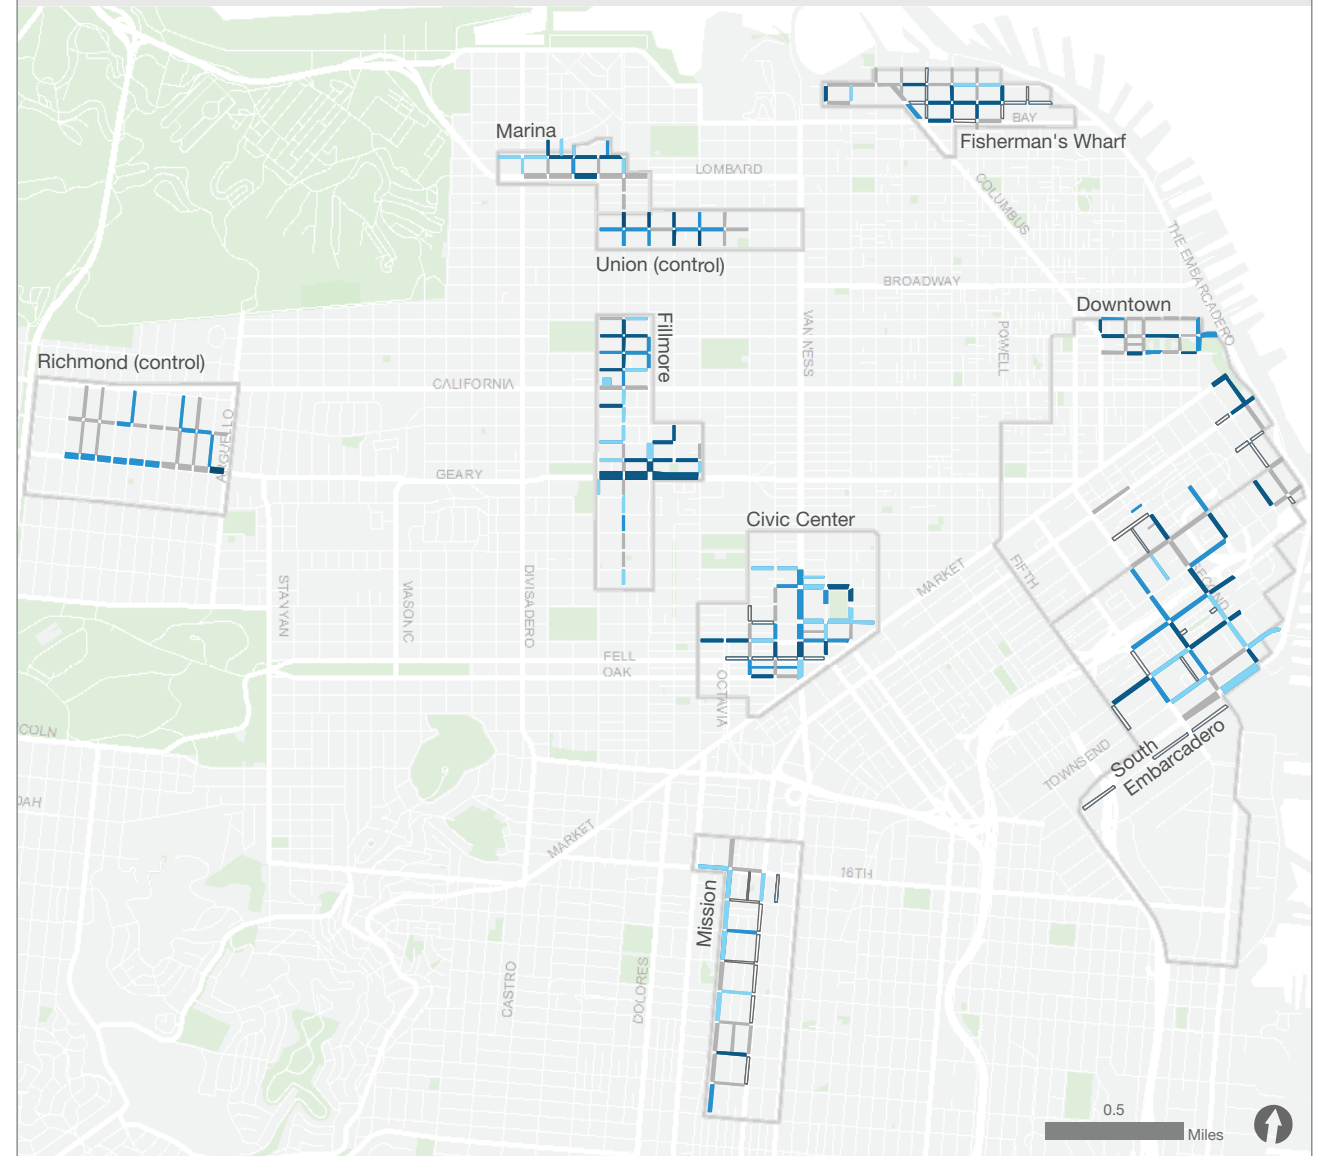 Marina
BAY
Fisherman's Wharf
LOMBARD
COLUMBUS
THE EMBARCADERO
Union (control)
BROADWAY
Downtown
Fillmore
VAN NESS
POWELL
Richmond (control)
CALIFORNIA
ARGUELLO
GEARY
Civic Center
MARKET
FIFTH
SECOND
STANYAN
MASONIC
DIVISADERO
FELL
OAK
OCTAVIA
COLN
TOWNSEND
South
Embarcadero
OAH
MARKET
16TH
Mission
CASTRO
DOLORES
0.5
Miles